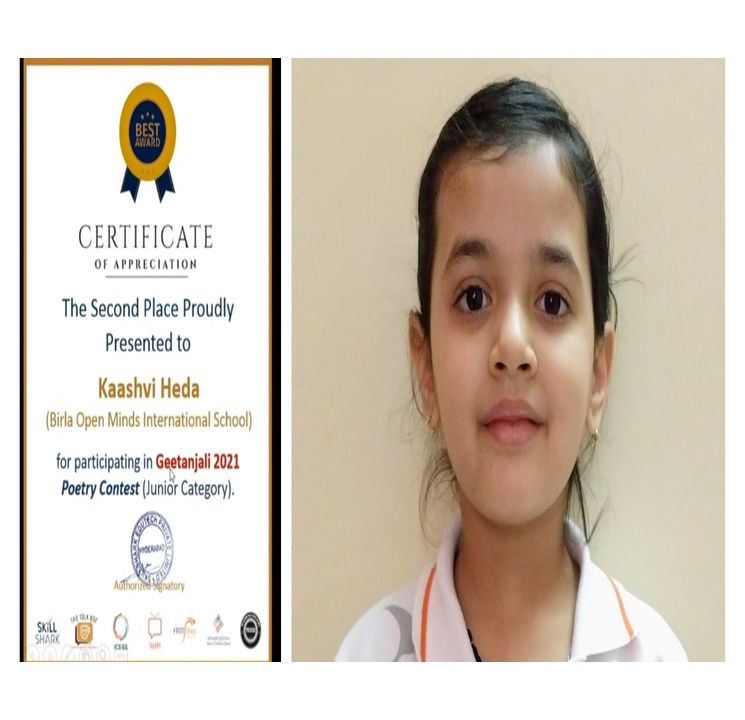 BEST
AWARD
CERTIFICATE
OF APPRECIATION
The Second Place Proudly
Presented to
Kaashvi Heda
(Birla Open Minds International School)
for participating in Geetanjali 2021
Poetry Contest (Junior Category).
HYDERABAD
Authorized Signatory
SKiLL
SHARK